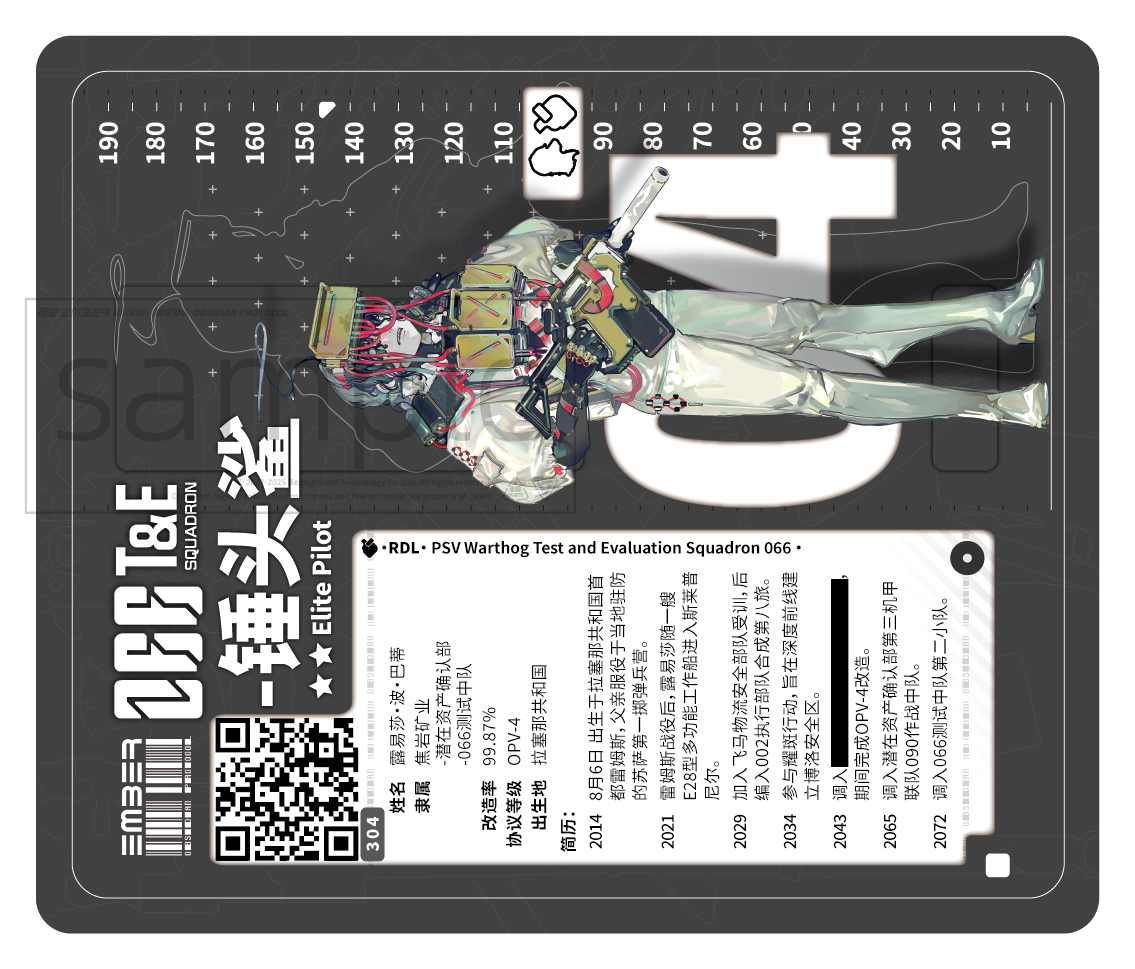 EMBER
T&E
SQUADRON
-锤头鲨
★★ Elite Pilot
190
180
170
160
150
140
130
120
110
90
80
70
50
40
30
20
10
04
sample
304
·RDL· PSV Warthog Test and Evaluation Squadron 066 ·
姓名 露易莎·波·巴蒂
隶属 焦岩矿业
-潜在资产确认部
-066测试中队
改造率 99.87%
协议等级 OPV-4
出生地 拉塞那共和国
简历：
2014 8月6日 出生于拉塞那共和国首
都雷姆斯，父亲服役于当地驻防
的苏萨第一掷弹兵营。
2021 雷姆斯战役后，露易莎随一艘
E28型多功能工作船进入斯莱普
尼尔。
2029 加入飞马物流安全部队受训，后
编入002执行部队合成第八旅。
2034 参与耀斑行动，旨在深度前线建
立博洛安全区。
2043 调入
，
期间完成OPV-4改造。
2065 调入潜在资产确认部第三机甲
联队090作战中队。
2072 调入066测试中队第二小队。